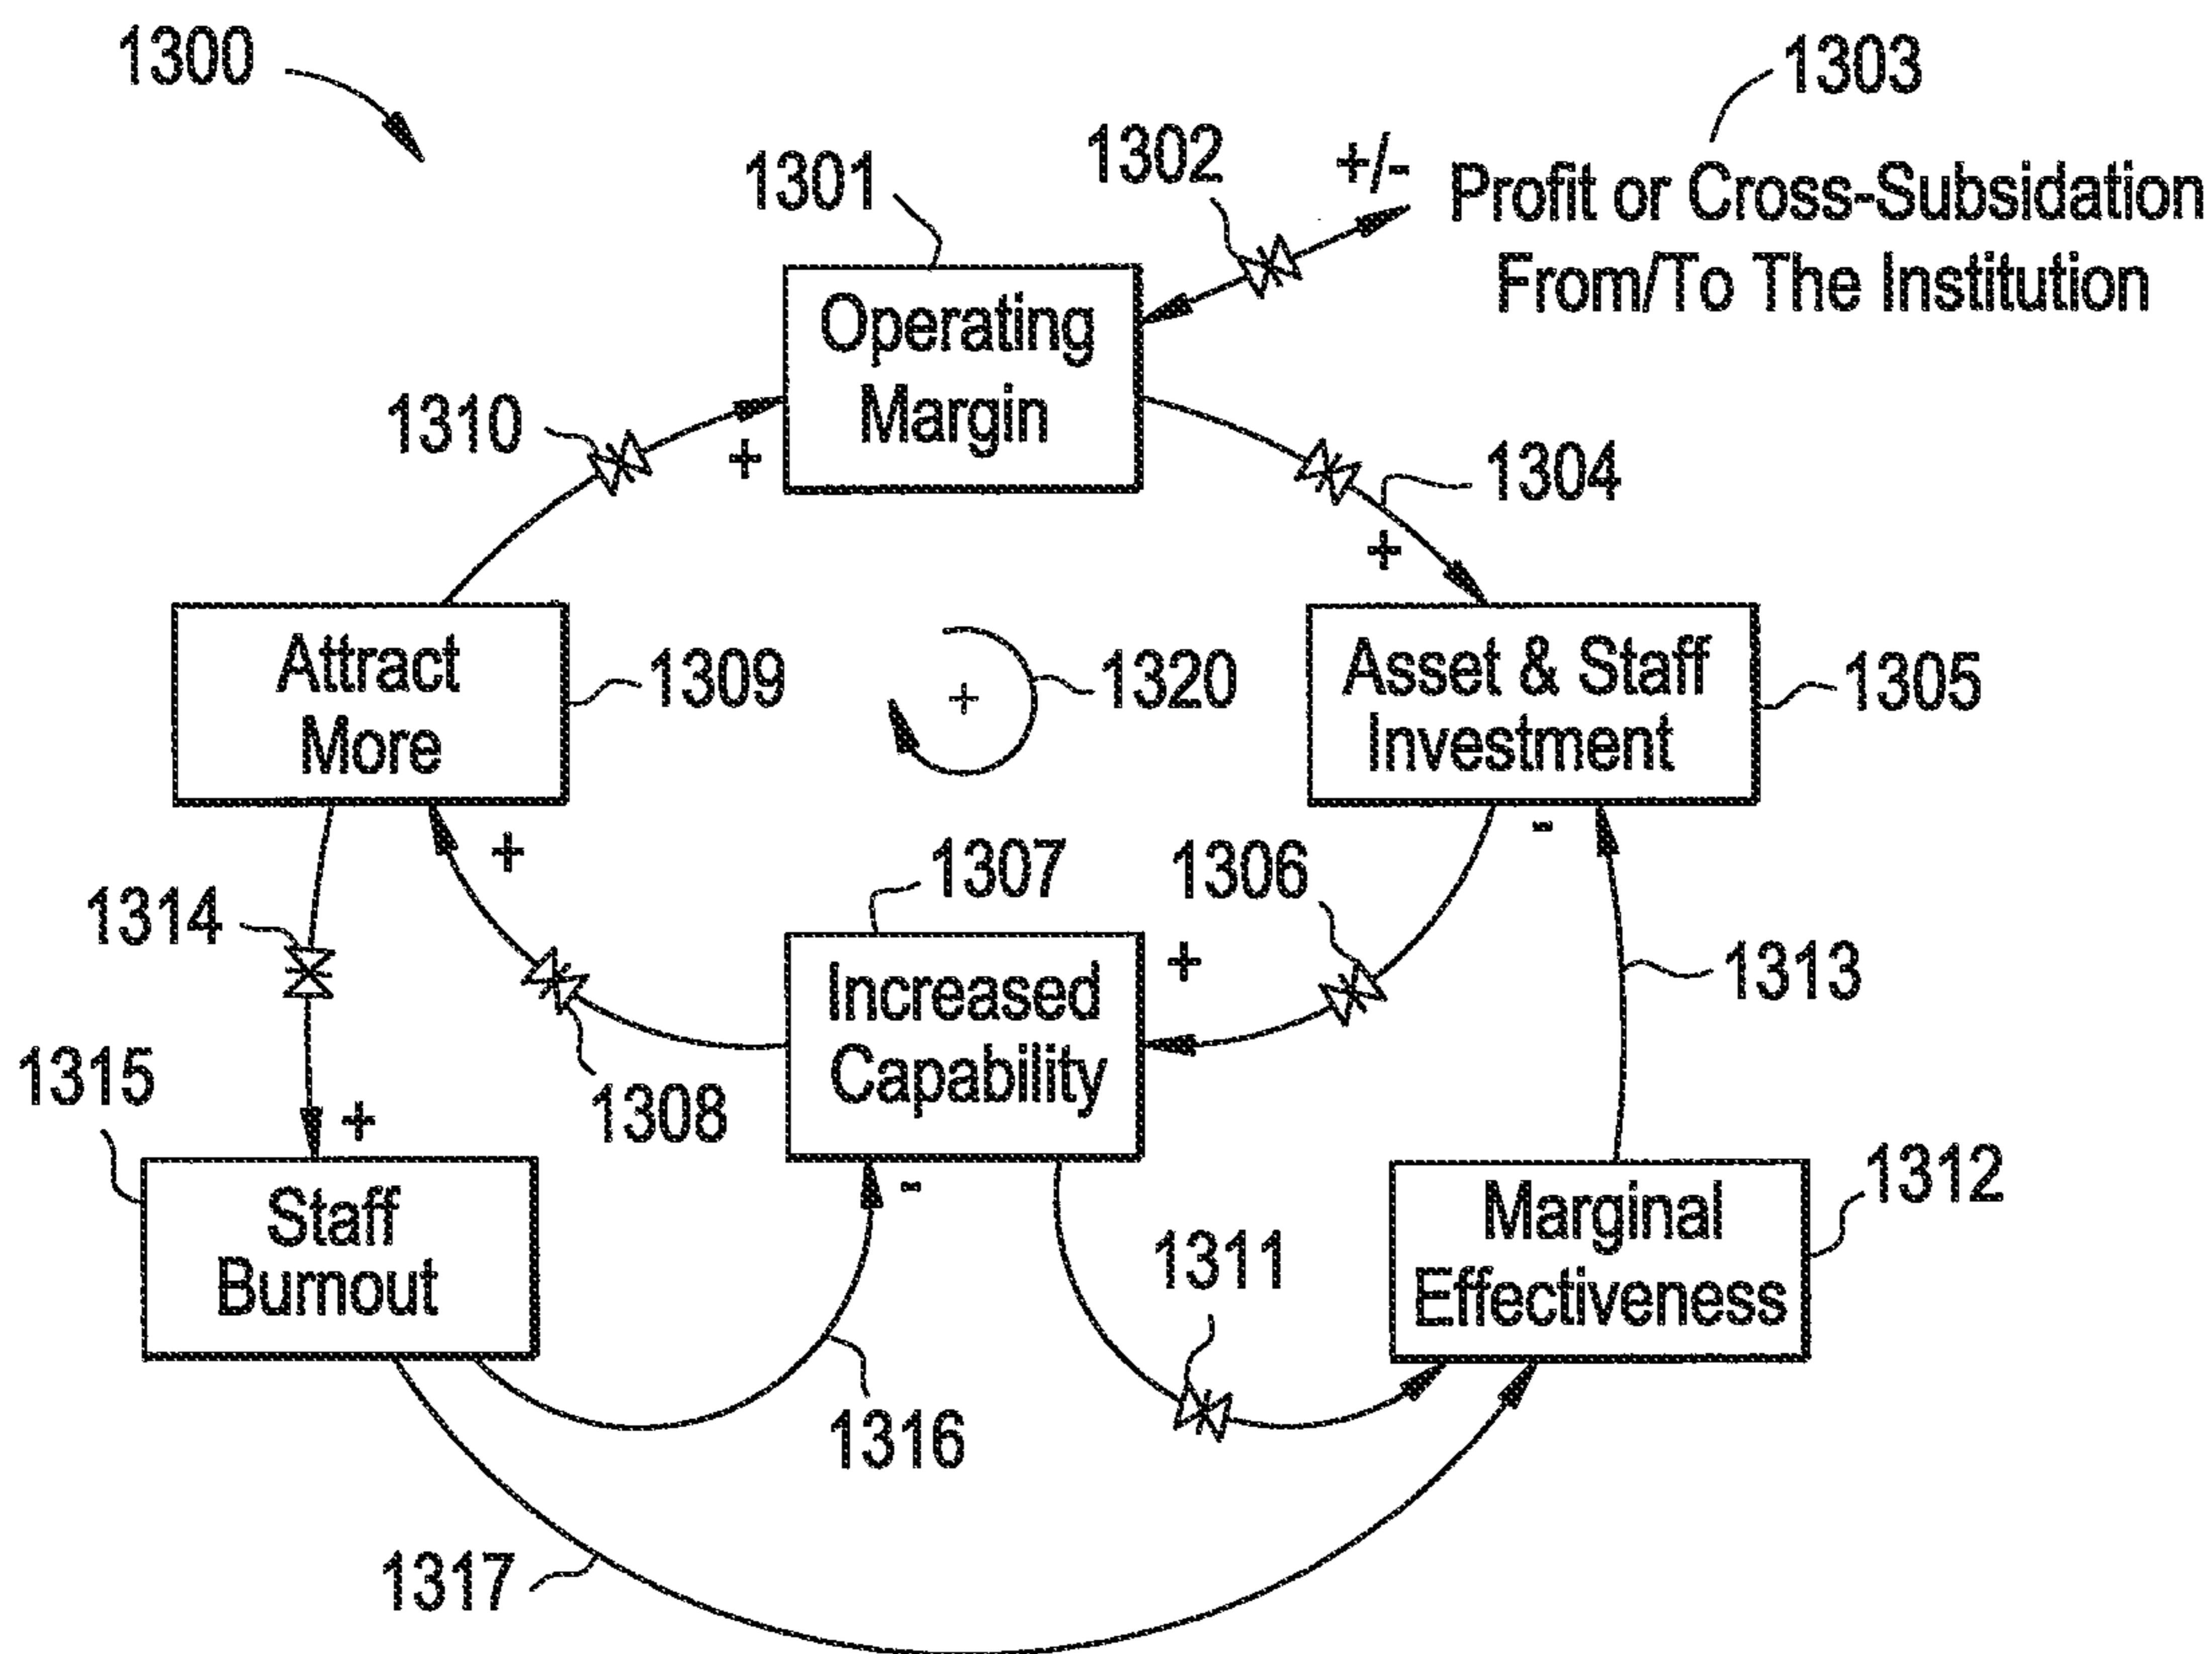 1300
1303
1302
+/-
Profit or Cross-Subsidation
From/To The Institution
1301
Operating
Margin
1310
+
1304
+
Attract
More
1309
+
1320
Asset & Staff
Investment
1305
+
-
1307
1306
1314
Increased
Capability
+
1313
1315
+
1308
Staff
Burnout
-
1311
Marginal
Effectiveness
1312
1316
1317